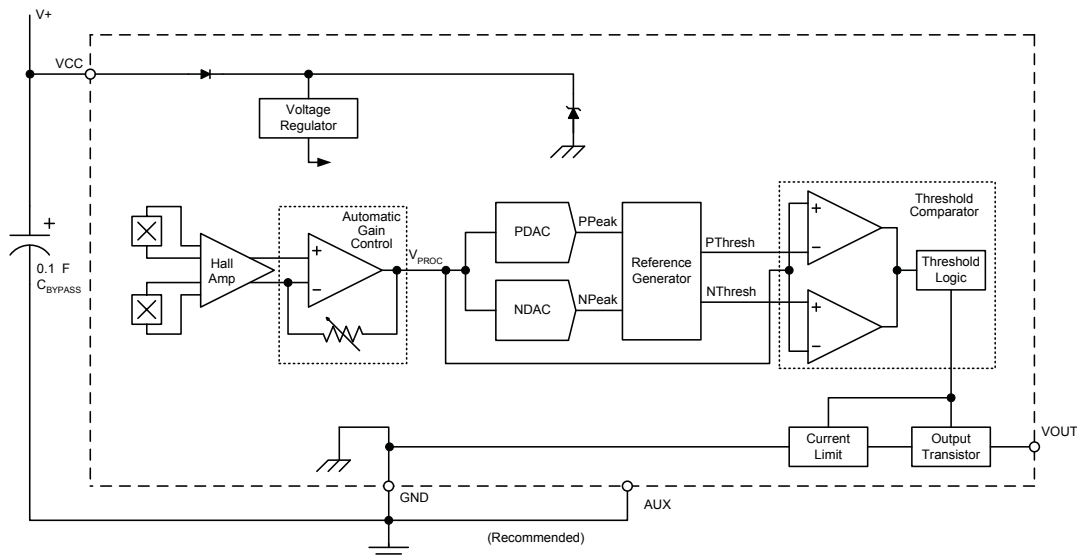 V+
VCC
Voltage
Regulator
+
0.1 F
CBYPASS
Hall
Amp
Automatic
Gain
Control
+
–
VPROC
PDAC
PPeak
NDAC
NPeak
Reference
Generator
PThresh
NThresh
Threshold
Comparator
+
–
+
–
Threshold
Logic
Current
Limit
Output
Transistor
VOUT
GND
AUX
(Recommended)